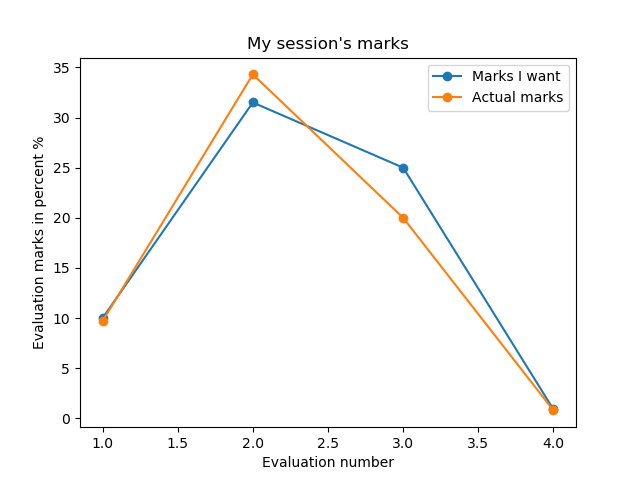 My session's marks
Marks I want
Actual marks
Evaluation marks in percent %
35
30
25
20
15
10
5
0
1.0 1.5 2.0 2.5 3.0 3.5 4.0
Evaluation number